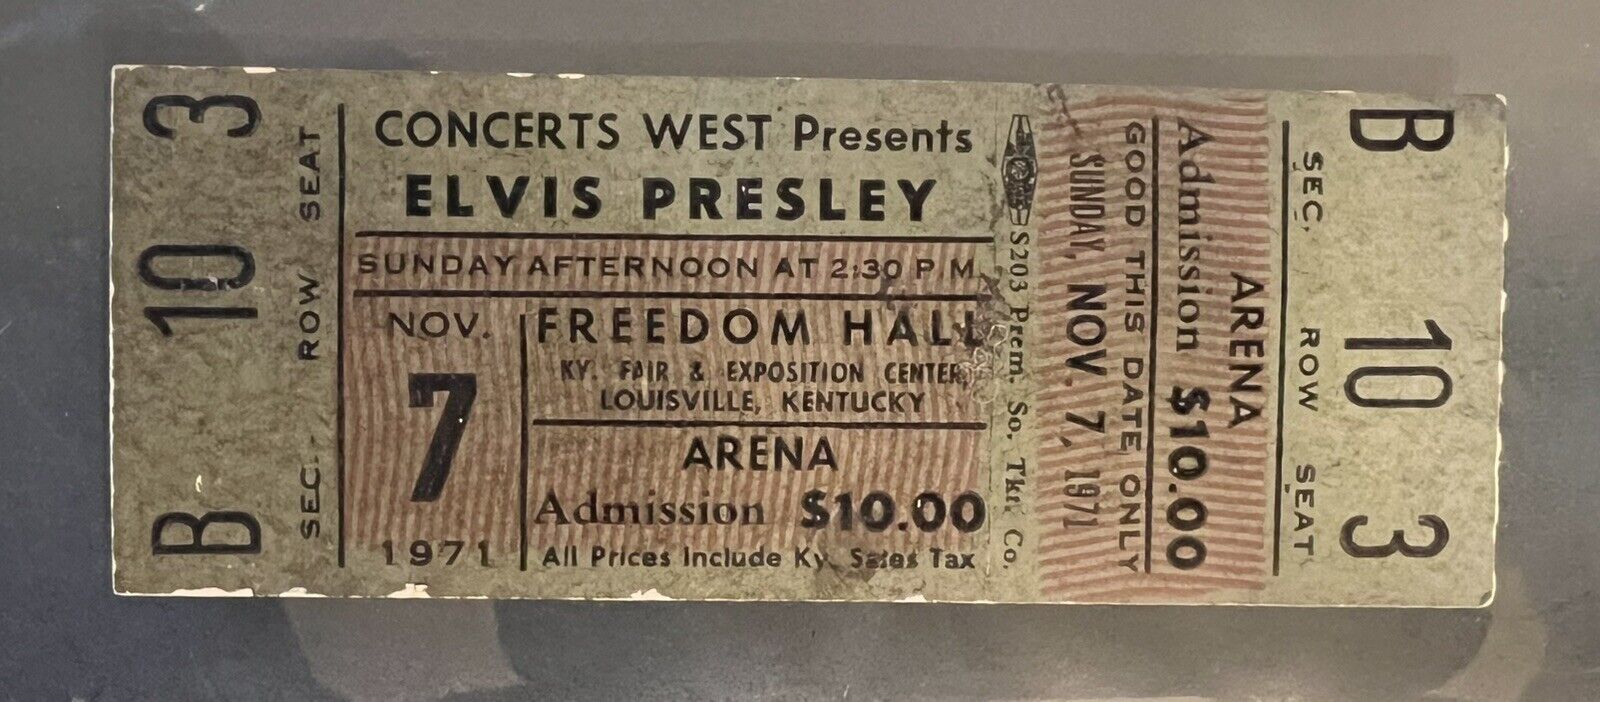 B 10 3
SEC. ROW SEAT
CONCERTS WEST Presents
ELVIS PRESLEY
SUNDAY AFTERNOON AT 2:30 P.M.
NOV.
7
1971
FREEDOM HALL
KY. FAIR & EXPOSITION CENTER,
LOUISVILLE, KENTUCKY
ARENA
Admission $10.00
All Prices Include Ky. Sales Tax
S203 Prem. So. Tkt. Co.
SUNDAY, NOV. 7, 1971
GOOD THIS DATE ONLY
Admission $10.00
ARENA
SEC. ROW SEAT
B 10 3